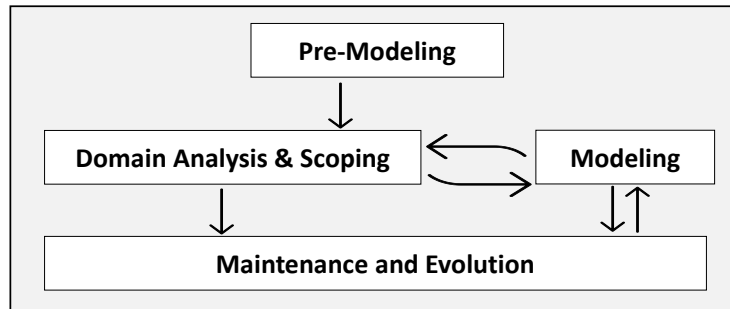 Pre-Modeling
Domain Analysis & Scoping
Modeling
Maintenance and Evolution